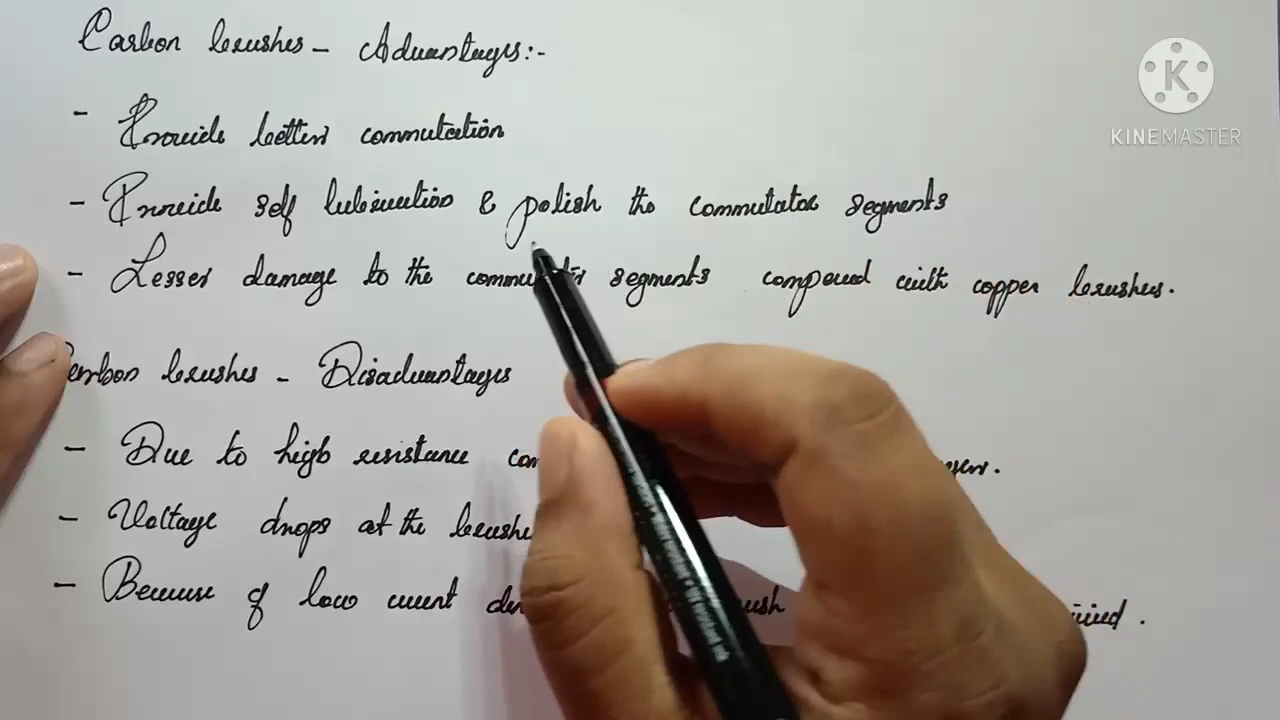 Carbon brushes - Advantages:-
- Provide better commutation
- Provide self lubrication & polish the commutator segments
- Lesser damage to the commutator segments compared with copper brushes.
Carbon brushes - Disadvantages
- Due to high resistance
- Voltage drops at the
- Because of low current
K
KINEMASTER